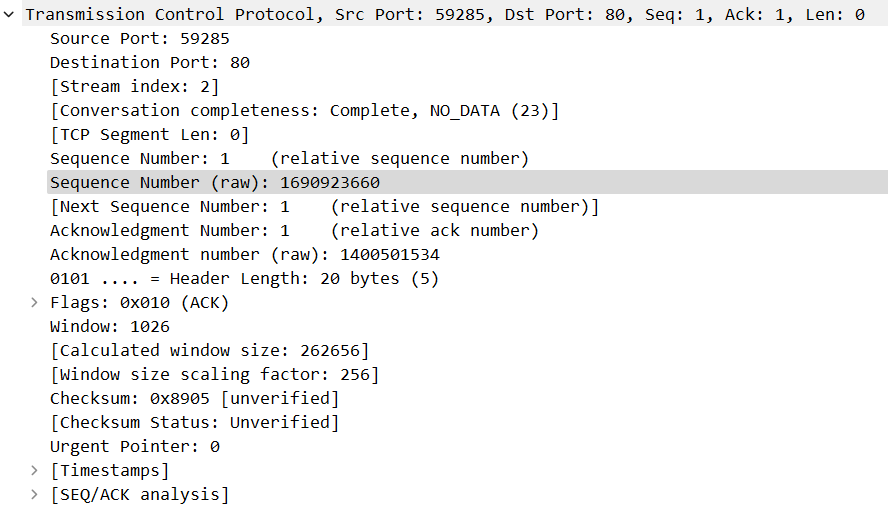 Transmission Control Protocol, Src Port: 59285, Dst Port: 80, Seq: 1, Ack: 1, Len: 0
Source Port: 59285
Destination Port: 80
[Stream index: 2]
[Conversation completeness: Complete, NO_DATA (23)]
[TCP Segment Len: 0]
Sequence Number: 1    (relative sequence number)
Sequence Number (raw): 1690923660
[Next Sequence Number: 1    (relative sequence number)]
Acknowledgment Number: 1    (relative ack number)
Acknowledgment number (raw): 1400501534
0101 .... = Header Length: 20 bytes (5)
Flags: 0x010 (ACK)
Window: 1026
[Calculated window size: 262656]
[Window size scaling factor: 256]
Checksum: 0x8905 [unverified]
[Checksum Status: Unverified]
Urgent Pointer: 0
[Timestamps]
[SEQ/ACK analysis]